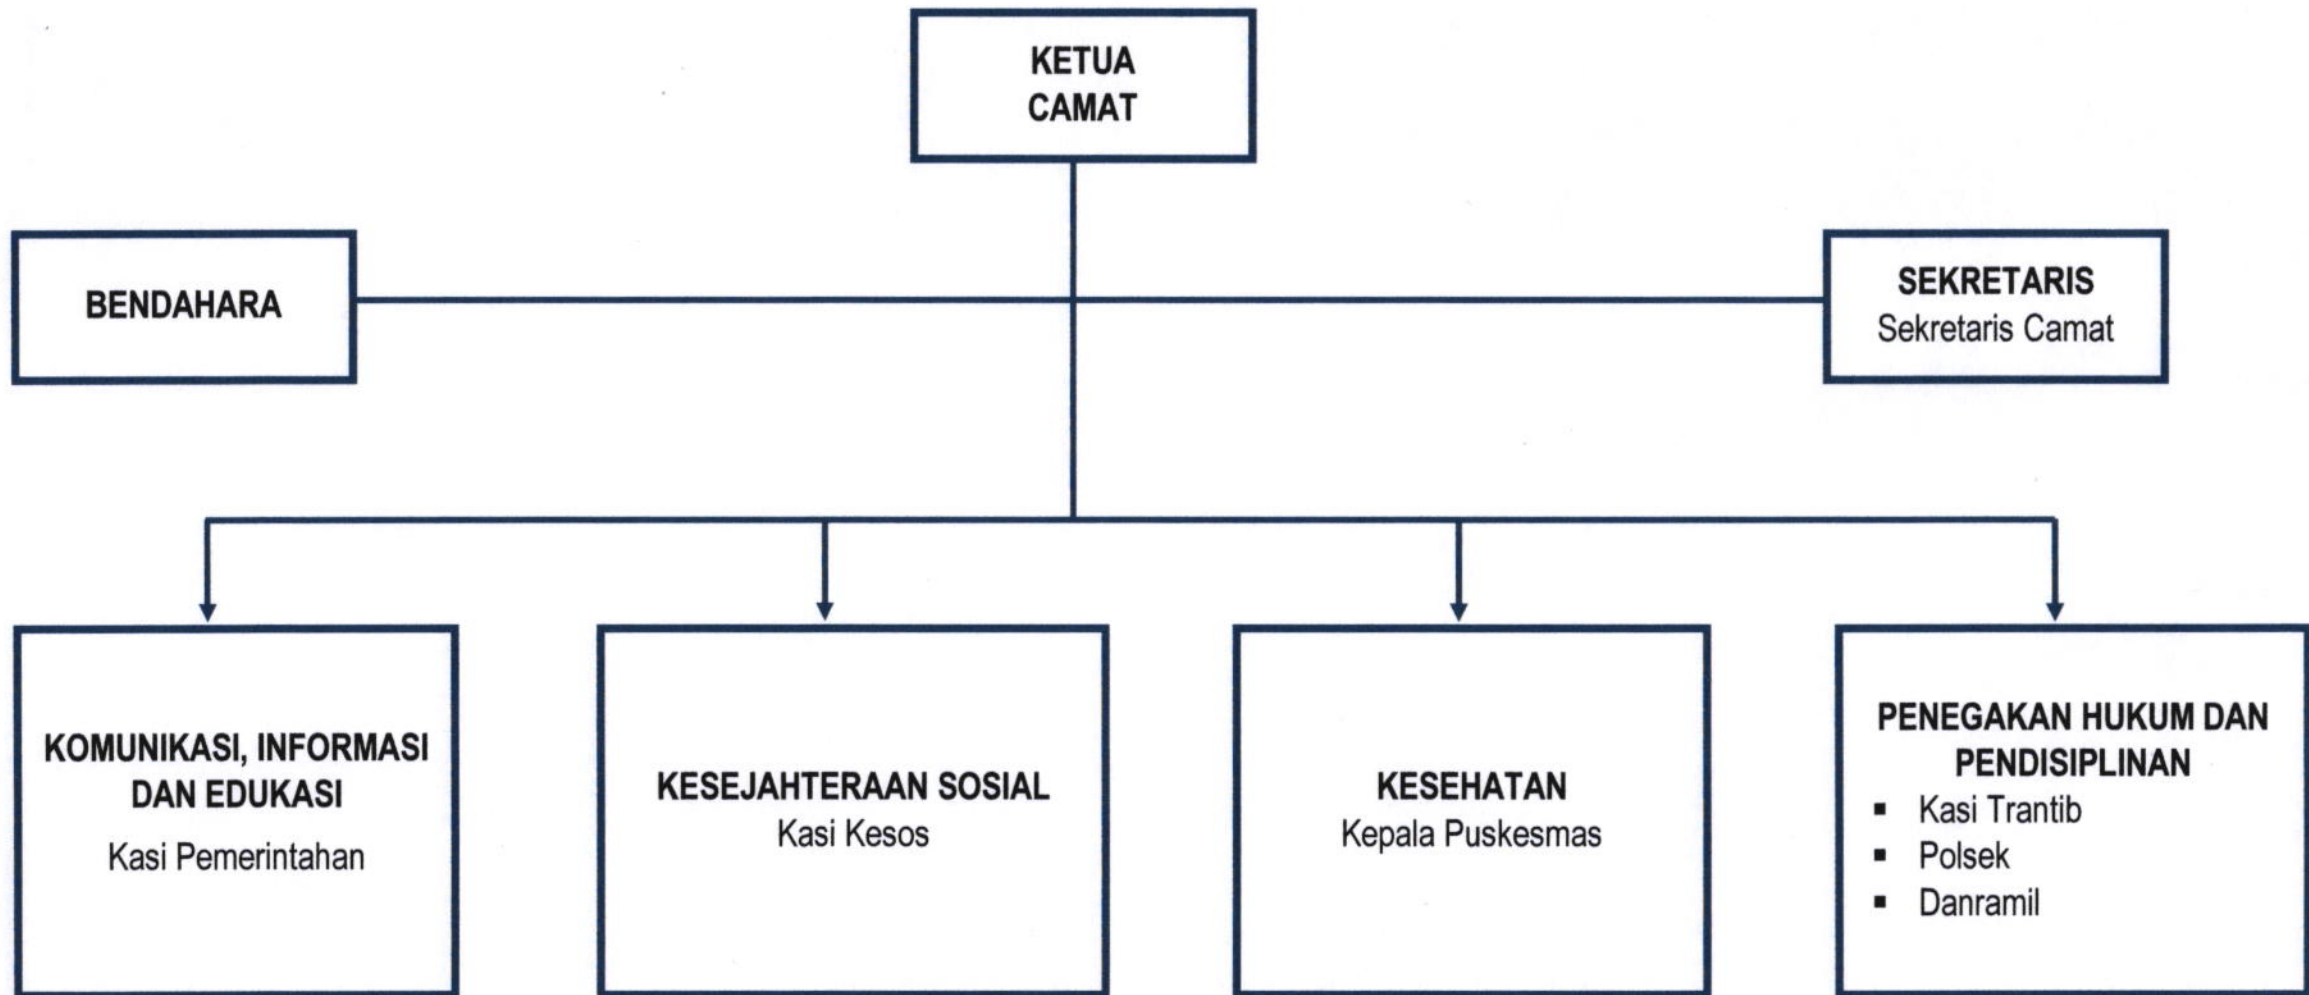 KETUA
CAMAT
BENDAHARA
SEKRETARIS
Sekretaris Camat
KOMUNIKASI, INFORMASI
DAN EDUKASI
Kasi Pemerintahan
KESEJAHTERAAN SOSIAL
Kasi Kesos
KESEHATAN
Kepala Puskesmas
PENEGAKAN HUKUM DAN
PENDISIPLINAN
▪ Kasi Trantib
▪ Polsek
▪ Danramil